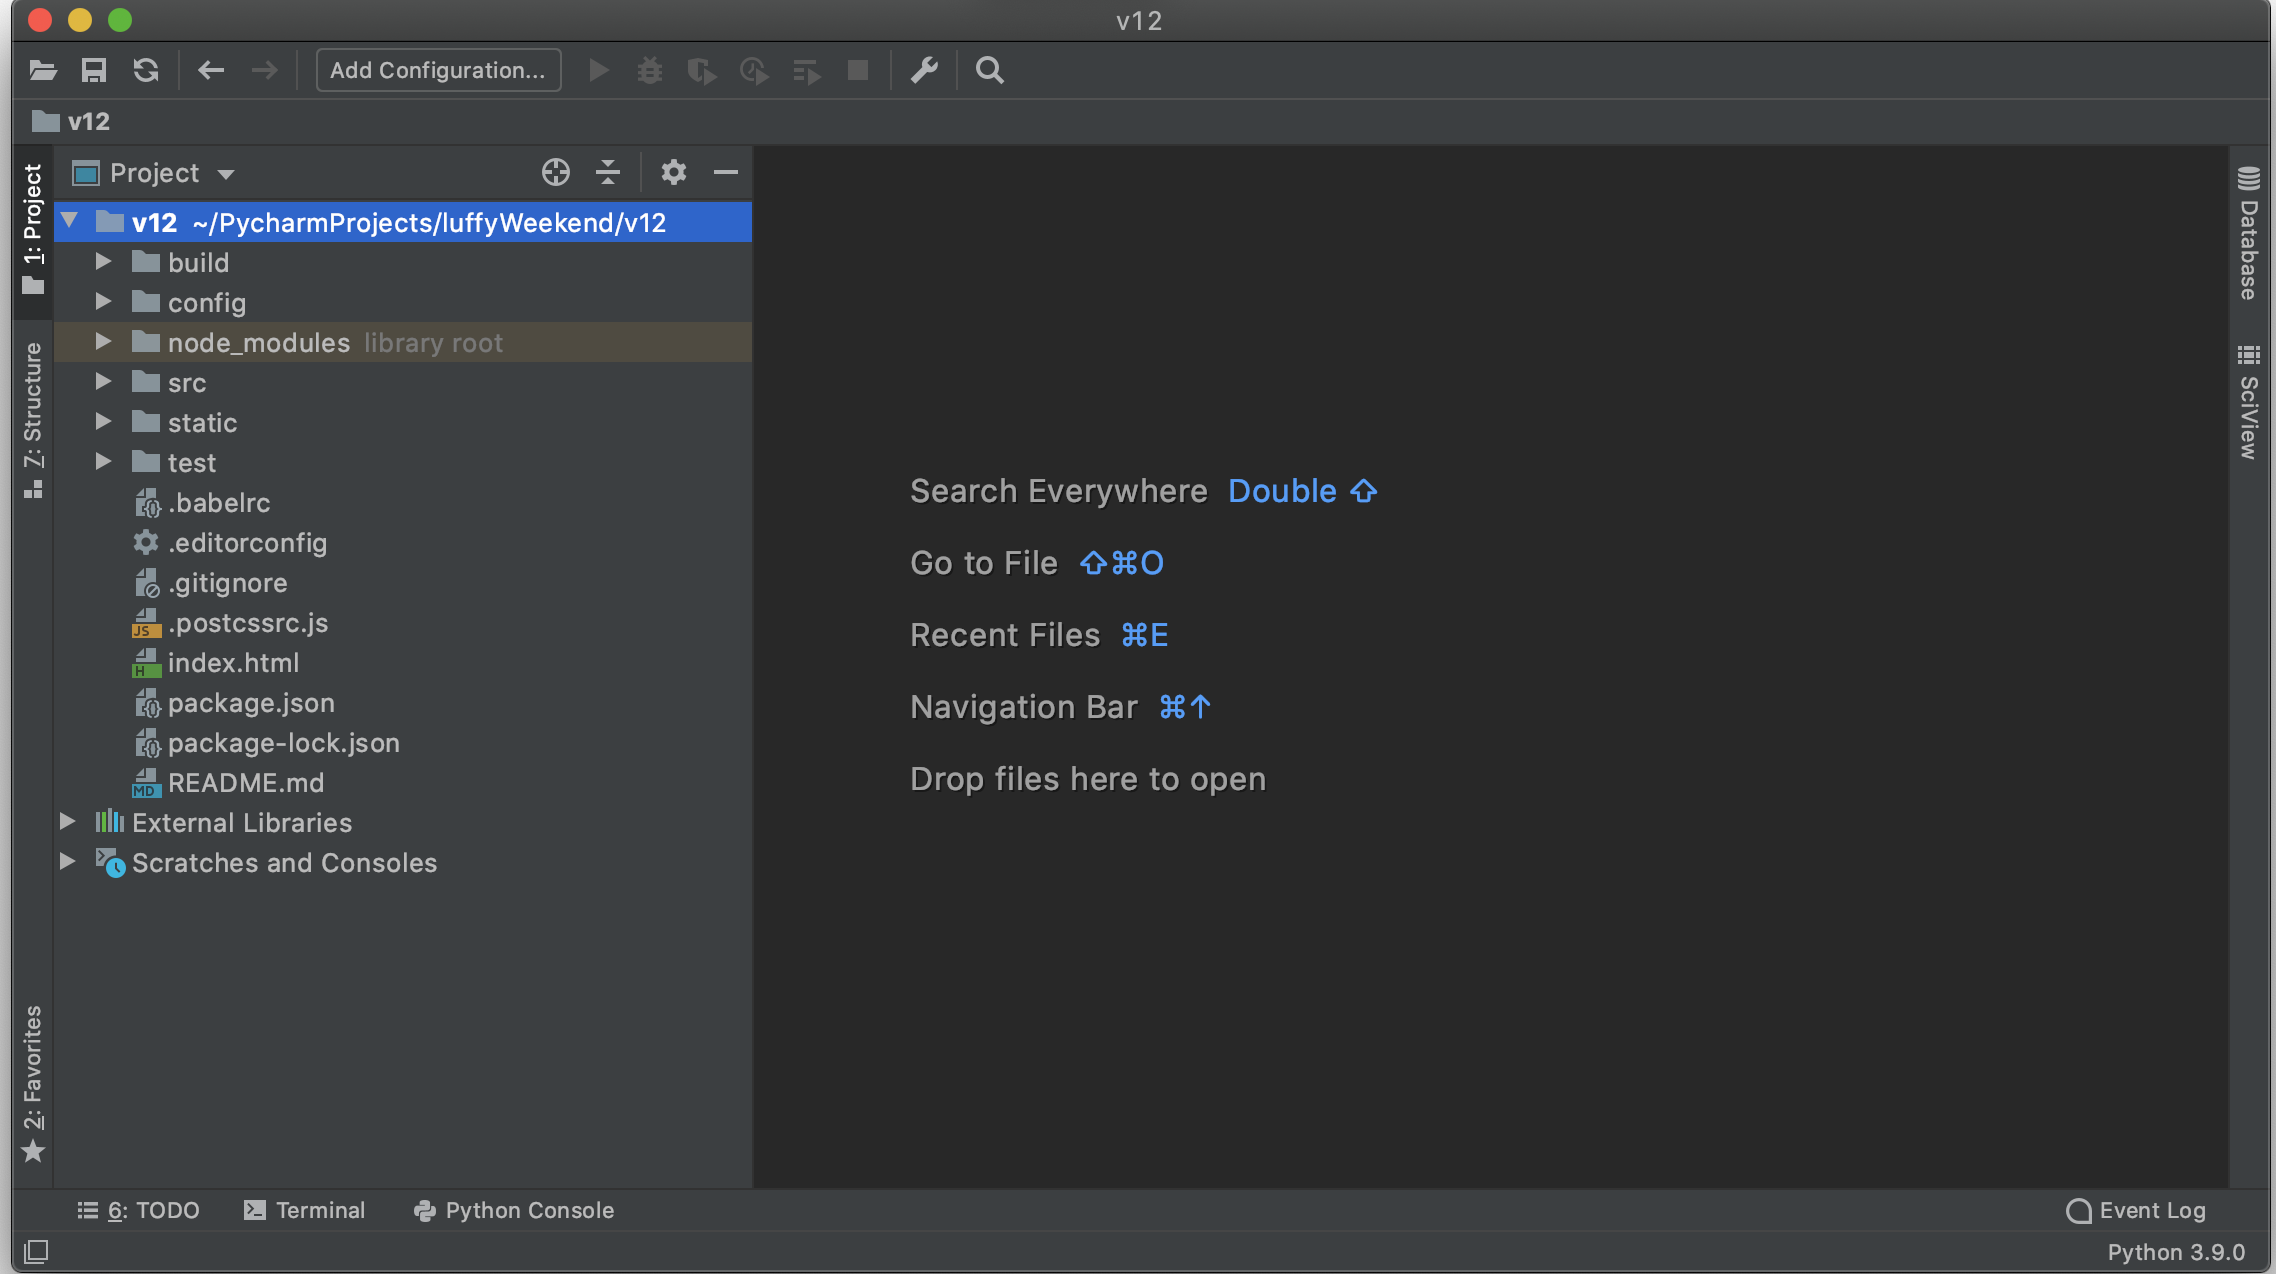 v12
Add Configuration...
v12
1: Project
7: Structure
2: Favorites
Project
v12 ~/PycharmProjects/luffyWeekend/v12
build
config
node_modules library root
src
static
test
.babelrc
.editorconfig
.gitignore
JS .postcssrc.js
H index.html
package.json
package-lock.json
MD README.md
External Libraries
Scratches and Consoles
Search Everywhere Double ⇧
Go to File ⇧⌘O
Recent Files ⌘E
Navigation Bar ⌘↑
Drop files here to open
Database
SciView
6: TODO
Terminal
Python Console
Event Log
Python 3.9.0